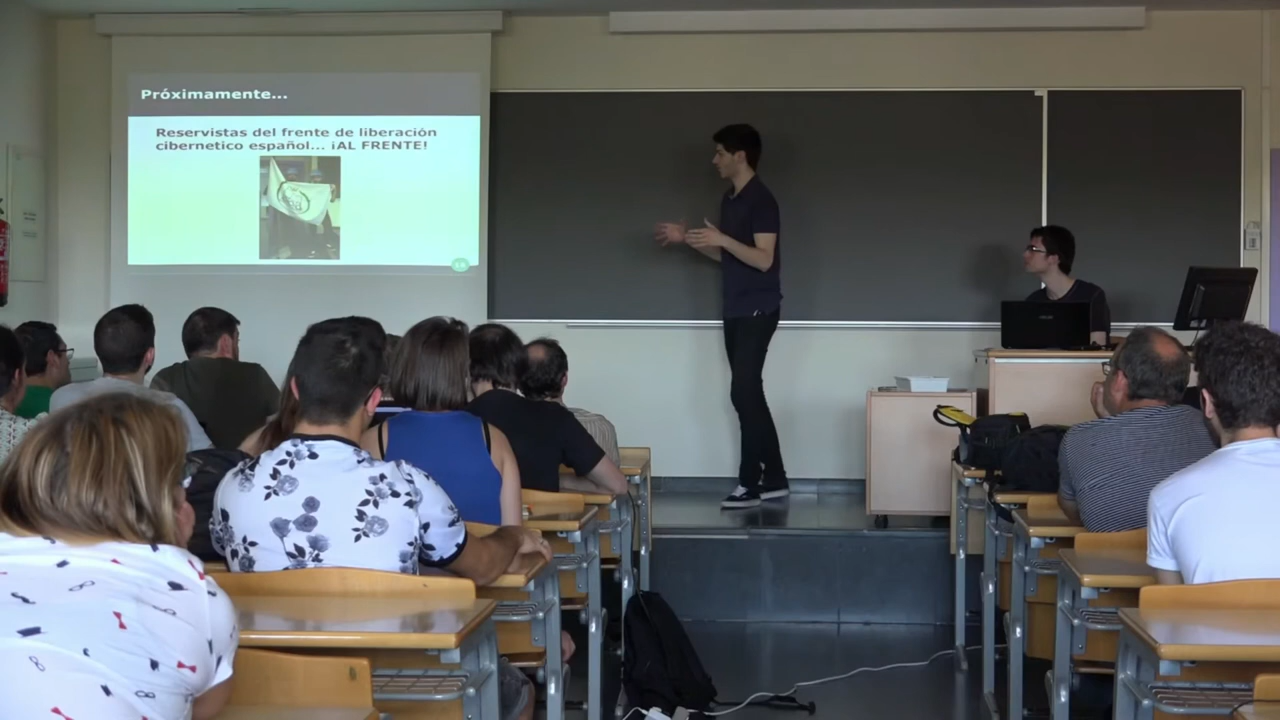 Próximamente...
Reservistas del frente de liberación
cibernetico español... ¡AL FRENTE!